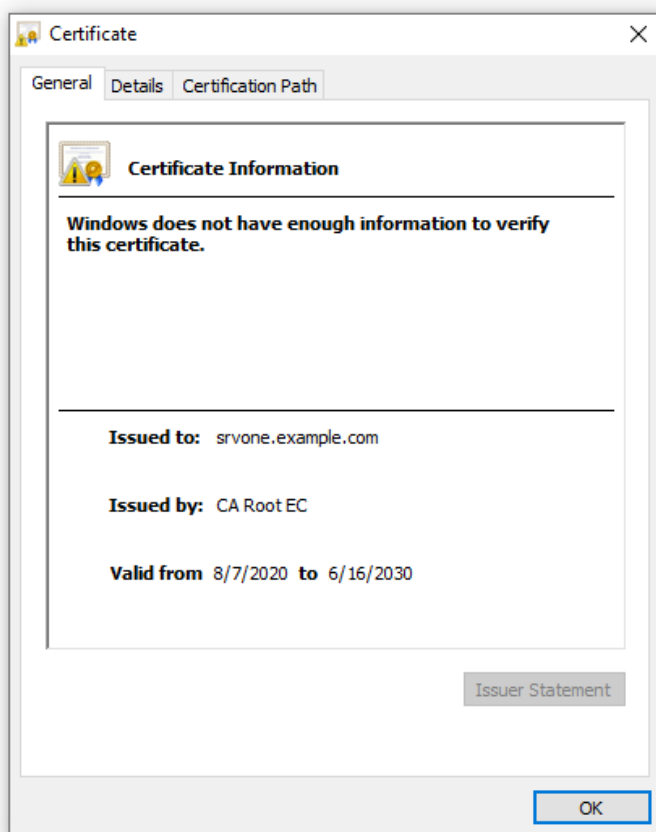 Certificate
General Details Certification Path
Certificate Information
Windows does not have enough information to verify
this certificate.
Issued to: srvone.example.com
Issued by: CA Root EC
Valid from 8/7/2020 to 6/16/2030
Issuer Statement
OK